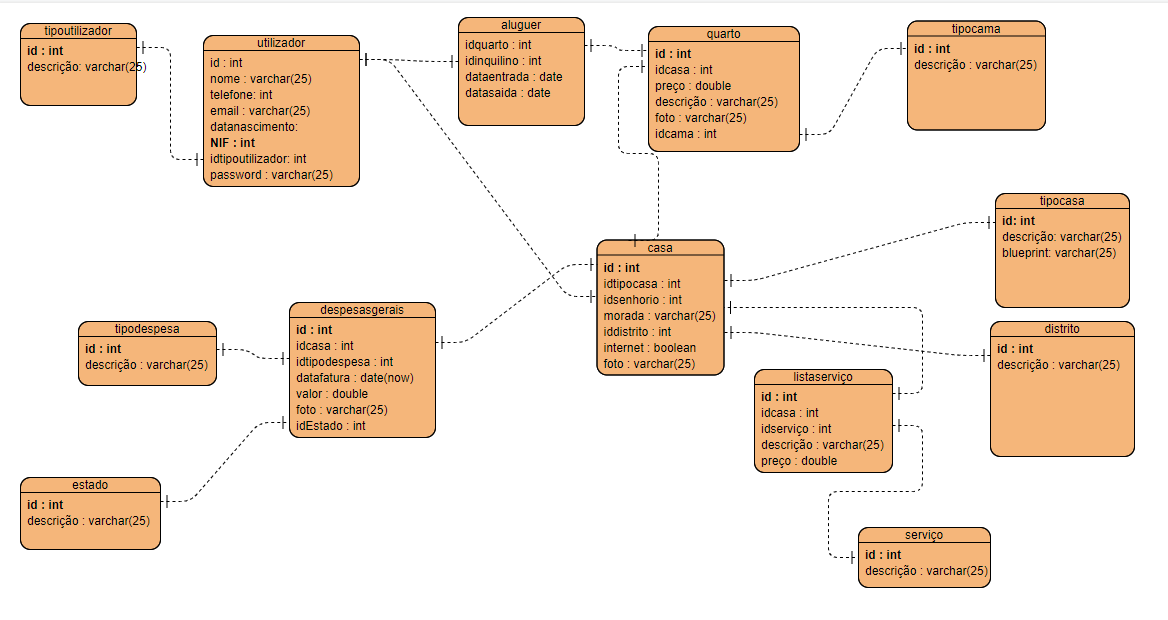 tipoutilizador
id : int
descrição: varchar(25)
utilizador
id : int
nome : varchar(25)
telefone: int
email : varchar(25)
datanascimento:
NIF : int
idtipoutilizador: int
password : varchar(25)
aluguer
idquarto : int
idinquilino : int
dataentrada : date
datasaida : date
quarto
id : int
idcasa : int
preço : double
descrição : varchar(25)
foto : varchar(25)
idcama : int
tipocama
id : int
descrição : varchar(25)
tipocasa
id: int
descrição: varchar(25)
blueprint: varchar(25)
casa
id : int
idtipocasa : int
idsenhorio : int
morada : varchar(25)
iddistrito : int
internet : boolean
foto : varchar(25)
despesasgerais
id : int
idcasa : int
idtipodespesa : int
datafatura : date(now)
valor : double
foto : varchar(25)
idEstado : int
tipodespesa
id : int
descrição : varchar(25)
distrito
id : int
descrição : varchar(25)
listaserviço
id : int
idcasa : int
idserviço : int
descrição : varchar(25)
preço : double
estado
id : int
descrição : varchar(25)
serviço
id : int
descrição : varchar(25)